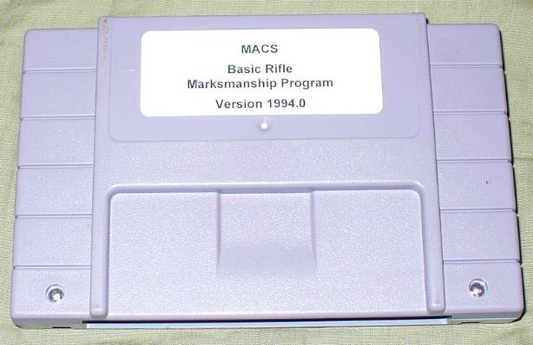 MACS
Basic Rifle
Marksmanship Program
Version 1994.0